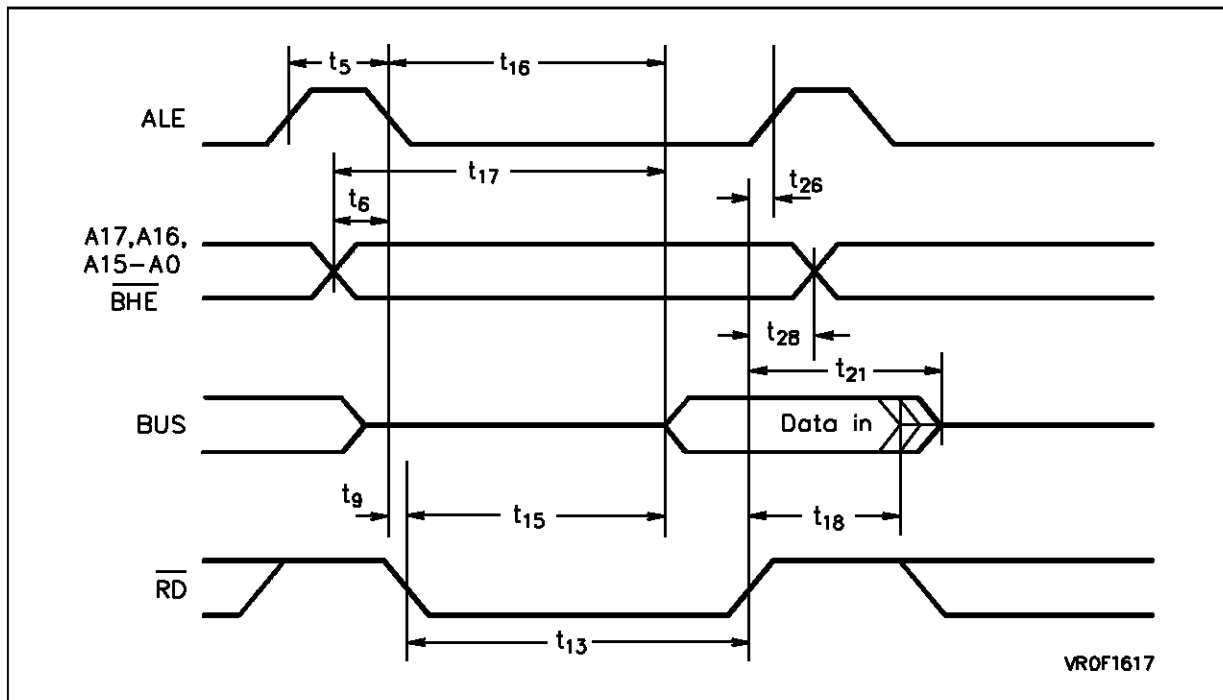 t5
t16
ALE
t17
t26
t6
A17,A16,
A15-A0
BHE
t28
t21
BUS
Data in
t9
t15
t18
RD
t13
VR0F1617